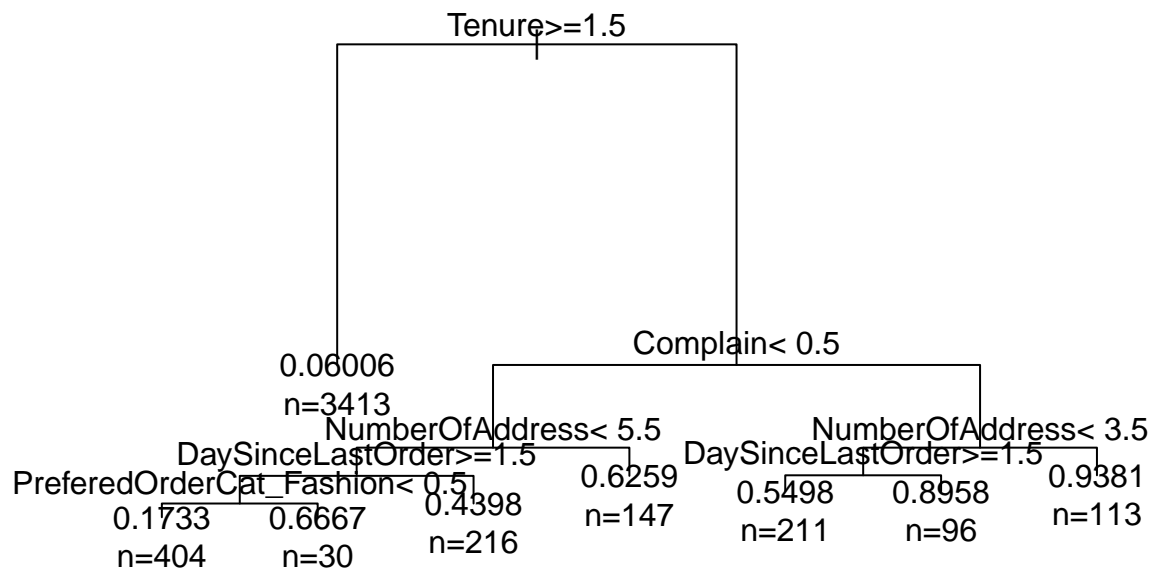 Tenure>=1.5
Complain< 0.5
0.06006
n=3413
NumberOfAddress< 5.5
NumberOfAddress< 3.5
DaySinceLastOrder>=1.5
DaySinceLastOrder>=1.5
PreferedOrderCat_Fashion< 0.5
0.1733
n=404
0.6667
n=30
0.4398
n=216
0.6259
n=147
0.5498
n=211
0.8958
n=96
0.9381
n=113